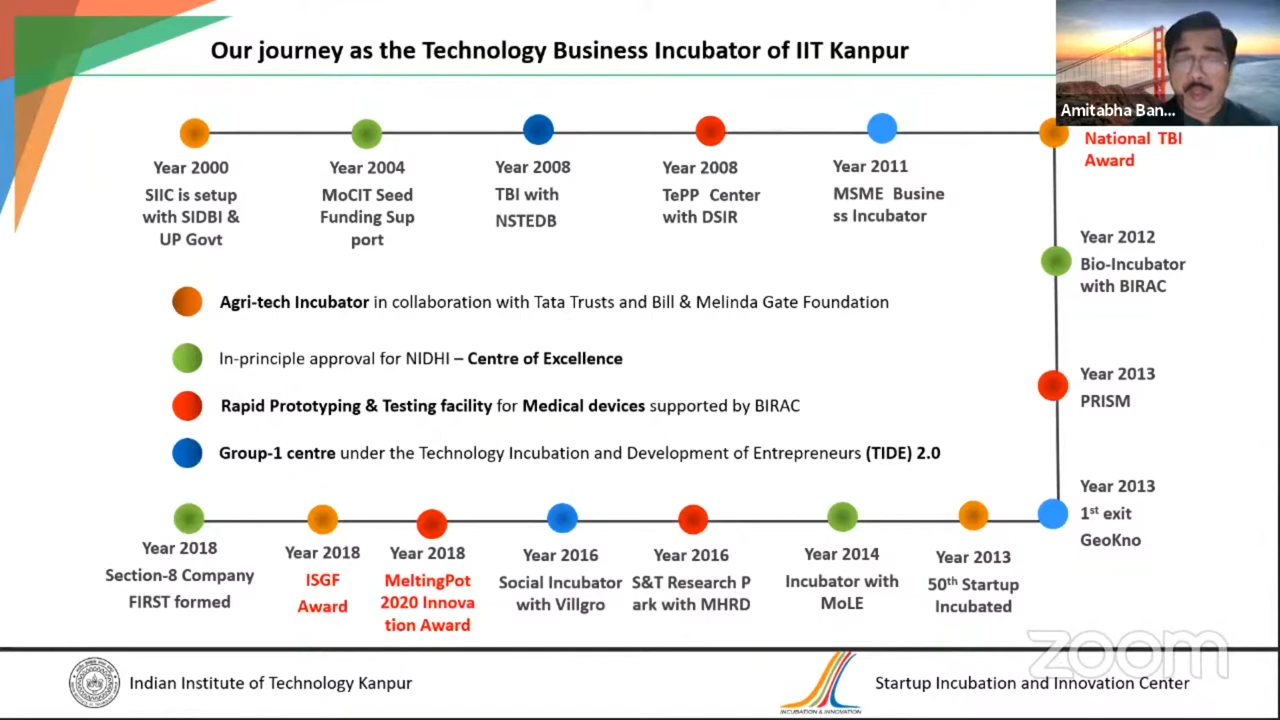 Our journey as the Technology Business Incubator of IIT Kanpur
Amitabha Ban...
Year 2000
SIIC is setup
with SIDBI &
UP Govt
Year 2004
MoCIT Seed
Funding Sup
port
Year 2008
TBI with
NSTEDB
Year 2008
TePP Center
with DSIR
Year 2011
MSME Busine
ss Incubator
National TBI
Award
Year 2012
Bio-Incubator
with BIRAC
Year 2013
PRISM
Year 2013
1st exit
GeoKno
Agri-tech Incubator in collaboration with Tata Trusts and Bill & Melinda Gate Foundation
In-principle approval for NIDHI – Centre of Excellence
Rapid Prototyping & Testing facility for Medical devices supported by BIRAC
Group-1 centre under the Technology Incubation and Development of Entrepreneurs (TIDE) 2.0
Year 2018
Section-8 Company
FIRST formed
Year 2018
ISGF
Award
Year 2018
MeltingPot
2020 Innova
tion Award
Year 2016
Social Incubator
with Villgro
Year 2016
S&T Research P
ark with MHRD
Year 2014
Incubator with
MoLE
Year 2013
50th Startup
Incubated
zoom
Indian Institute of Technology Kanpur
INCUBATION & INNOVATION
Startup Incubation and Innovation Center